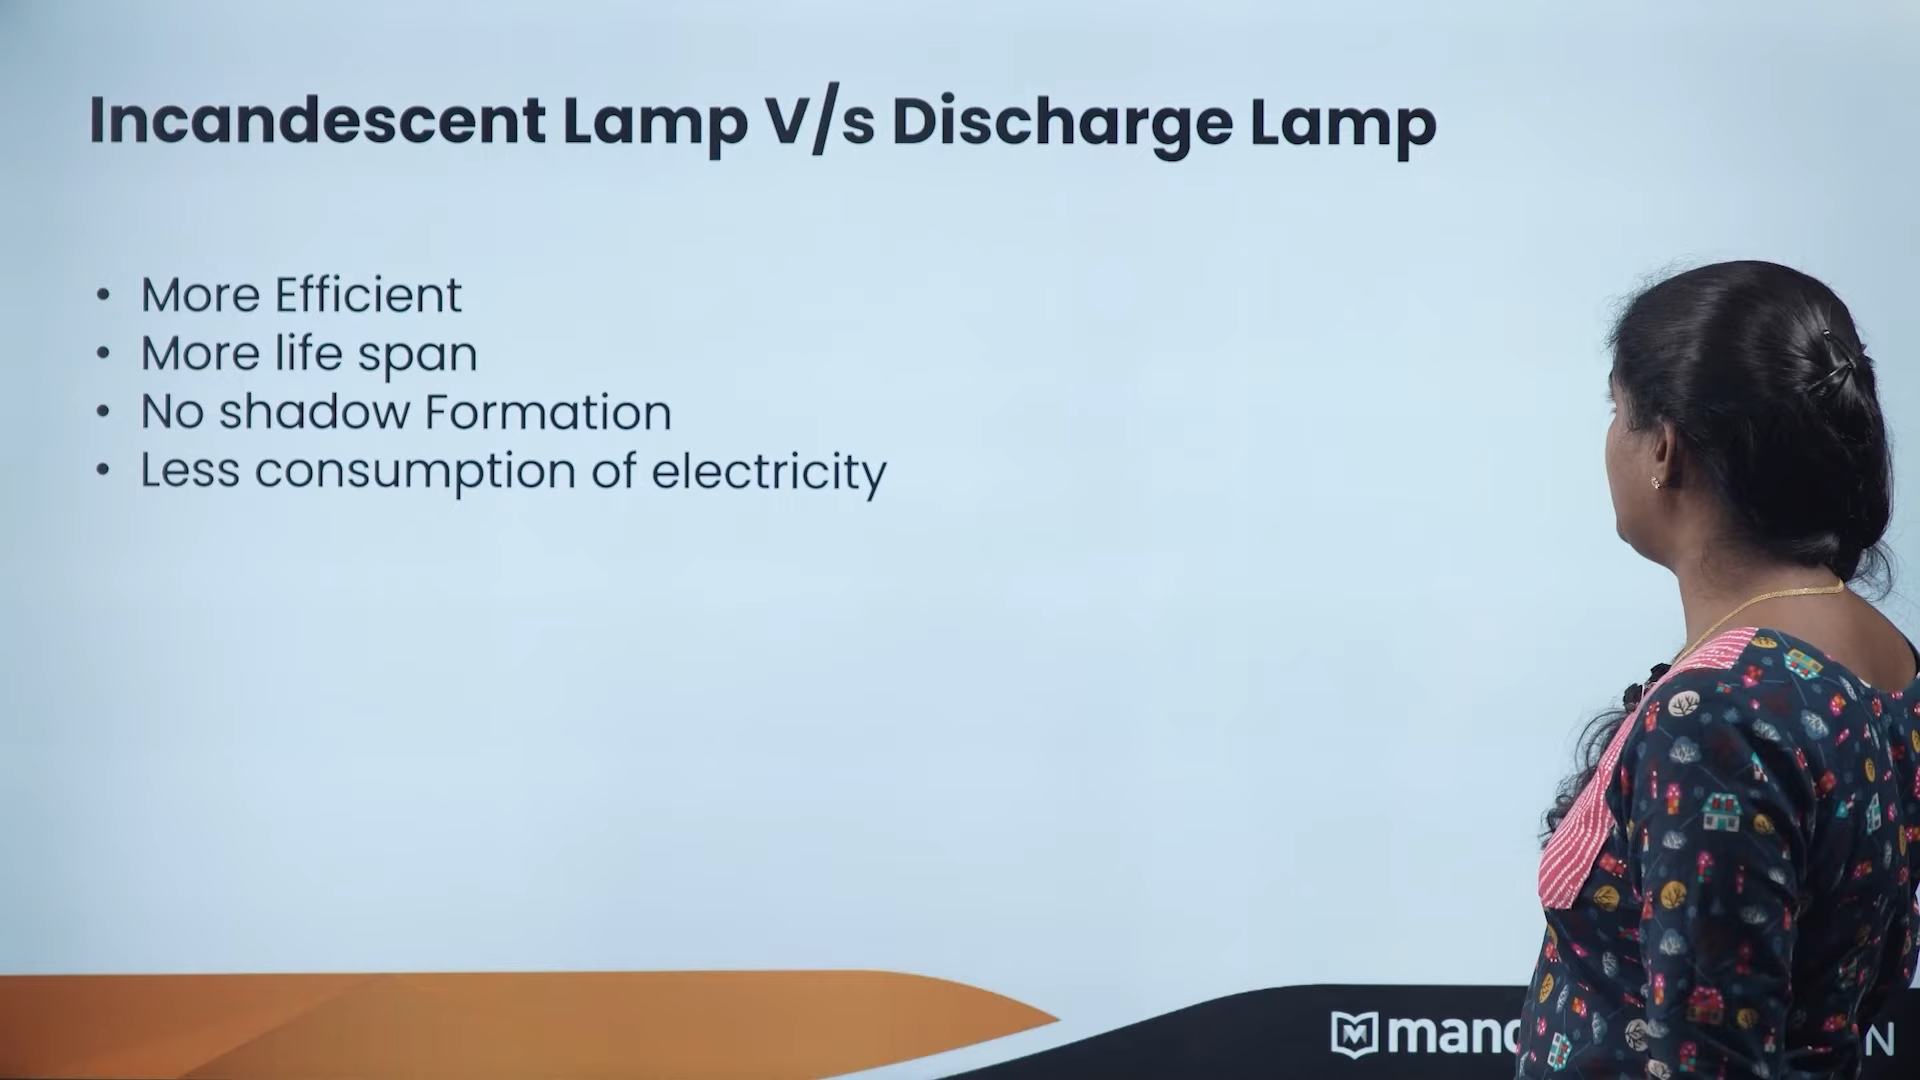 Incandescent Lamp V/s Discharge Lamp
• More Efficient
• More life span
• No shadow Formation
• Less consumption of electricity